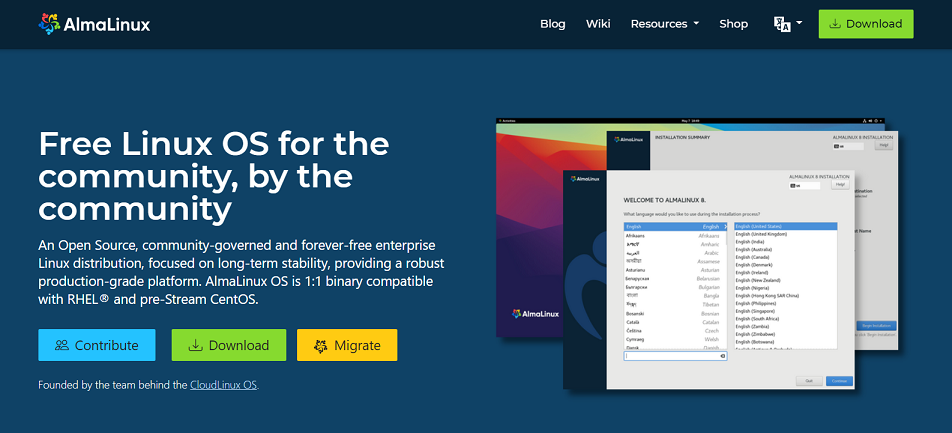 AlmaLinux
Blog
Wiki
Resources
Shop
Download
Free Linux OS for the
community, by the
community
An Open Source, community-governed and forever-free enterprise
Linux distribution, focused on long-term stability, providing a robust
production-grade platform. AlmaLinux OS is 1:1 binary compatible
with RHEL® and pre-Stream CentOS.
Contribute
Download
Migrate
Founded by the team behind the CloudLinux OS.
AlmaLinux
INSTALLATION SUMMARY
ALMALINUX 8 INSTALLATION
Help!
AlmaLinux
ALMALINUX 8 INSTALLATION
Help!
WELCOME TO ALMALINUX 8.
What language would you like to use during the installation process?
English English
Afrikaans Afrikaans
አማርኛ Amharic
العربية Arabic
অসমীয়া Assamese
Asturianu Asturian
Беларуская Belarusian
Български Bulgarian
বাংলা Bangla
Tibetan
Bosanski Bosnian
Català Catalan
Čeština Czech
Cymraeg Welsh
Dansk Danish
English (United States)
English (United Kingdom)
English (India)
English (Australia)
English (Canada)
English (Denmark)
English (Ireland)
English (New Zealand)
English (Nigeria)
English (Hong Kong SAR China)
English (Philippines)
English (Singapore)
English (South Africa)
English (Zambia)
English (Zimbabwe)
English (Botswana)
Quit
Continue
Begin Installation
AlmaLinux